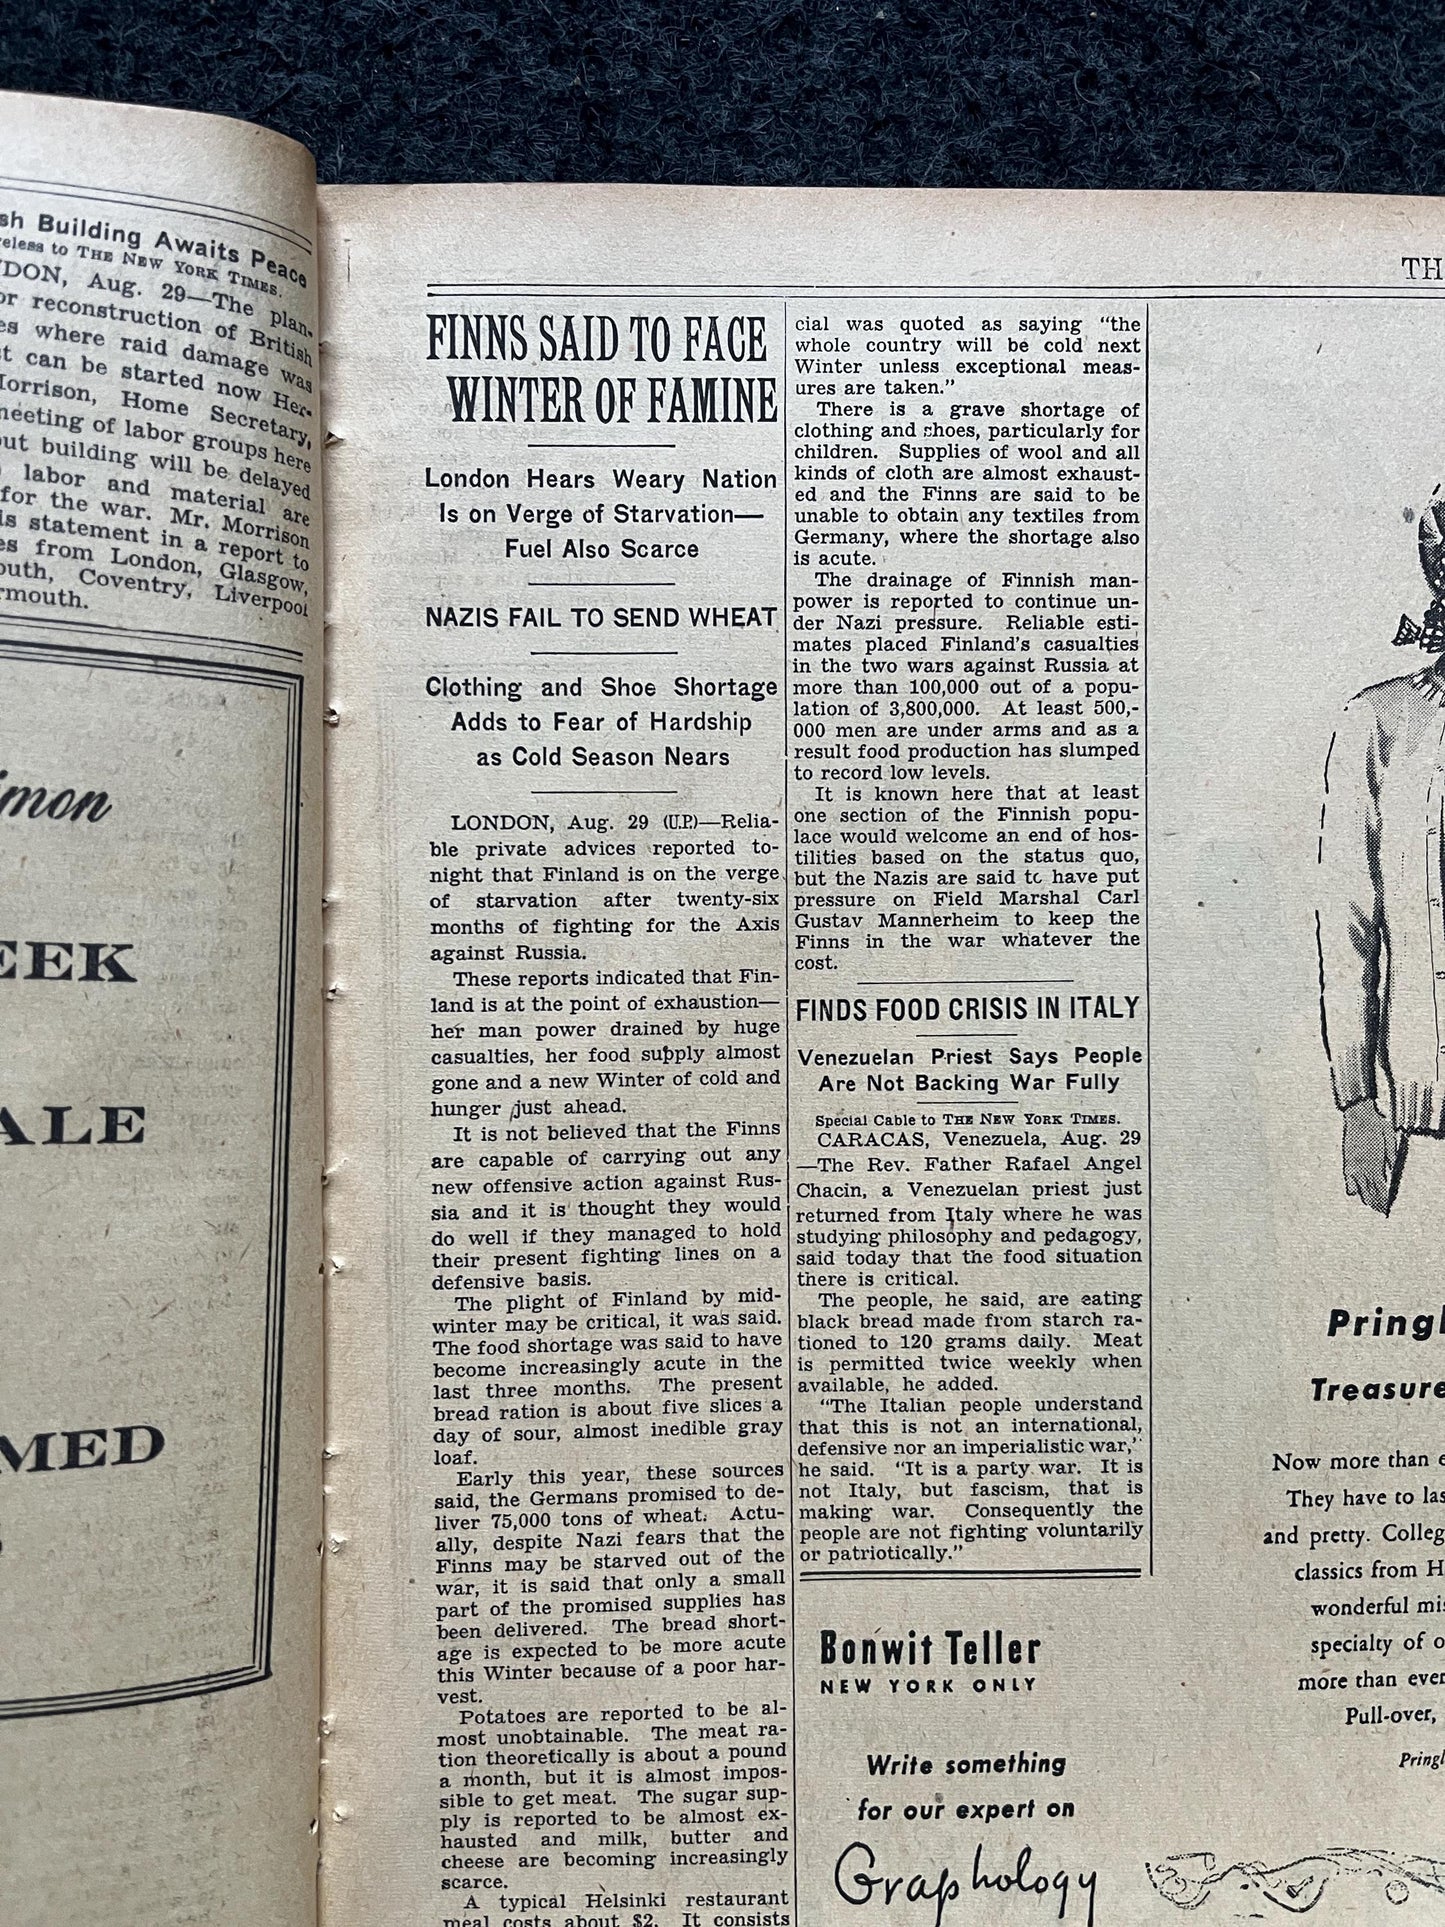 sh Building Awaits Peace
eless to THE NEW YORK TIMES.
DON, Aug. 29—The plan-
or reconstruction of British
es where raid damage was
st can be started now Her-
Morrison, Home Secretary,
meeting of labor groups here
but building will be delayed
labor and material are
for the war. Mr. Morrison
is statement in a report to
es from London, Glasgow,
outh, Coventry, Liverpool
rmouth.
imon
EEK
ALE
MED
TH
FINNS SAID TO FACE
WINTER OF FAMINE
London Hears Weary Nation
Is on Verge of Starvation—
Fuel Also Scarce
NAZIS FAIL TO SEND WHEAT
Clothing and Shoe Shortage
Adds to Fear of Hardship
as Cold Season Nears
LONDON, Aug. 29 (U.P.)—Relia-
ble private advices reported to-
night that Finland is on the verge
of starvation after twenty-six
months of fighting for the Axis
against Russia.
These reports indicated that Fin-
land is at the point of exhaustion—
her man power drained by huge
casualties, her food supply almost
gone and a new Winter of cold and
hunger just ahead.
It is not believed that the Finns
are capable of carrying out any
new offensive action against Rus-
sia and it is thought they would
do well if they managed to hold
their present fighting lines on a
defensive basis.
The plight of Finland by mid-
winter may be critical, it was said.
The food shortage was said to have
become increasingly acute in the
last three months. The present
bread ration is about five slices a
day of sour, almost inedible gray
loaf.
Early this year, these sources
said, the Germans promised to de-
liver 75,000 tons of wheat. Actu-
ally, despite Nazi fears that the
Finns may be starved out of the
war, it is said that only a small
part of the promised supplies has
been delivered. The bread short-
age is expected to be more acute
this Winter because of a poor har-
vest.
Potatoes are reported to be al-
most unobtainable. The meat ra-
tion theoretically is about a pound
a month, but it is almost impos-
sible to get meat. The sugar sup-
ply is reported to be almost ex-
hausted and milk, butter and
cheese are becoming increasingly
scarce.
A typical Helsinki restaurant
meal costs about $2. It consists
cial was quoted as saying "the
whole country will be cold next
Winter unless exceptional meas-
ures are taken."
There is a grave shortage of
clothing and shoes, particularly for
children. Supplies of wool and all
kinds of cloth are almost exhaust-
ed and the Finns are said to be
unable to obtain any textiles from
Germany, where the shortage also
is acute.
The drainage of Finnish man-
power is reported to continue un-
der Nazi pressure. Reliable esti-
mates placed Finland's casualties
in the two wars against Russia at
more than 100,000 out of a popu-
lation of 3,800,000. At least 500,-
000 men are under arms and as a
result food production has slumped
to record low levels.
It is known here that at least
one section of the Finnish popu-
lace would welcome an end of hos-
tilities based on the status quo,
but the Nazis are said to have put
pressure on Field Marshal Carl
Gustav Mannerheim to keep the
Finns in the war whatever the
cost.
FINDS FOOD CRISIS IN ITALY
Venezuelan Priest Says People
Are Not Backing War Fully
Special Cable to THE NEW YORK TIMES.
CARACAS, Venezuela, Aug. 29
—The Rev. Father Rafael Angel
Chacin, a Venezuelan priest just
returned from Italy where he was
studying philosophy and pedagogy,
said today that the food situation
there is critical.
The people, he said, are eating
black bread made from starch ra-
tioned to 120 grams daily. Meat
is permitted twice weekly when
available, he added.
"The Italian people understand
that this is not an international,
defensive nor an imperialistic war,"
he said. "It is a party war. It is
not Italy, but fascism, that is
making war. Consequently the
people are not fighting voluntarily
or patriotically."
Bonwit Teller
NEW YORK ONLY
Write something
for our expert on
Graphology
Pringl
Treasure
Now more than e
They have to las
and pretty. Colleg
classics from H
wonderful mis
specialty of o
more than ever
Pull-over,
Pringl